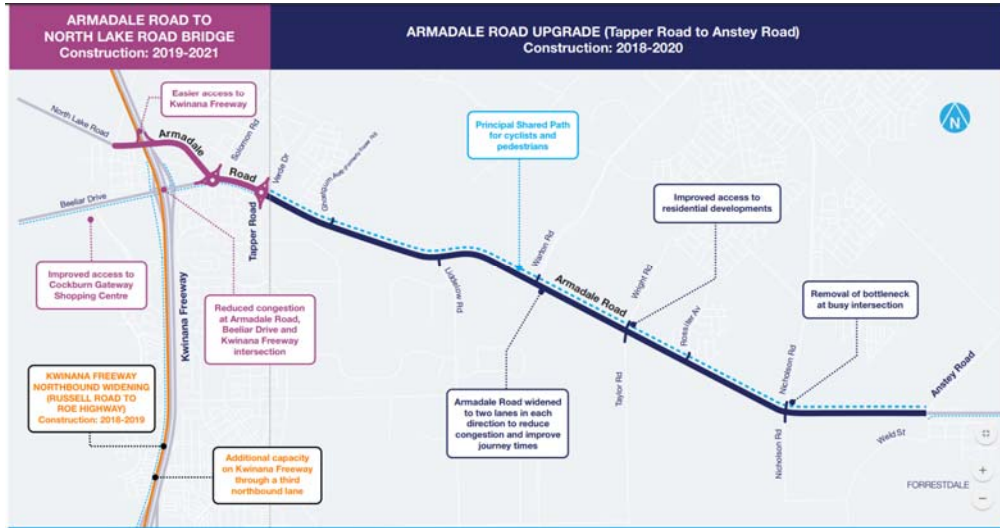 ARMADALE ROAD TO
NORTH LAKE ROAD BRIDGE
Construction: 2019-2021
ARMADALE ROAD UPGRADE (Tapper Road to Anstey Road)
Construction: 2018-2020
Easier access to
Kwinana Freeway
North Lake Road
Armadale
Road
Solomon Rd
Verde Dr
Beeliar Drive
Tapper Road
Ghostgum Ave
Kwinana Freeway
Principal Shared Path
for cyclists and
pedestrians
Improved access to
residential developments
Improved access to
Cockburn Gateway
Shopping Centre
Reduced congestion
at Armadale Road,
Beeliar Drive and
Kwinana Freeway
intersection
Liddelow Rd
Warton Rd
Armadale Road
Wright Rd
Removal of bottleneck
at busy intersection
Rossiter Av
Nicholson Rd
Anstey Road
KWINANA FREEWAY
NORTHBOUND WIDENING
(RUSSELL ROAD TO
ROE HIGHWAY)
Construction: 2018-2019
Armadale Road widened
to two lanes in each
direction to reduce
congestion and improve
journey times
Taylor Rd
Nicholson Rd
Weld St
Additional capacity
on Kwinana Freeway
through a third
northbound lane
FORRESTDALE
N